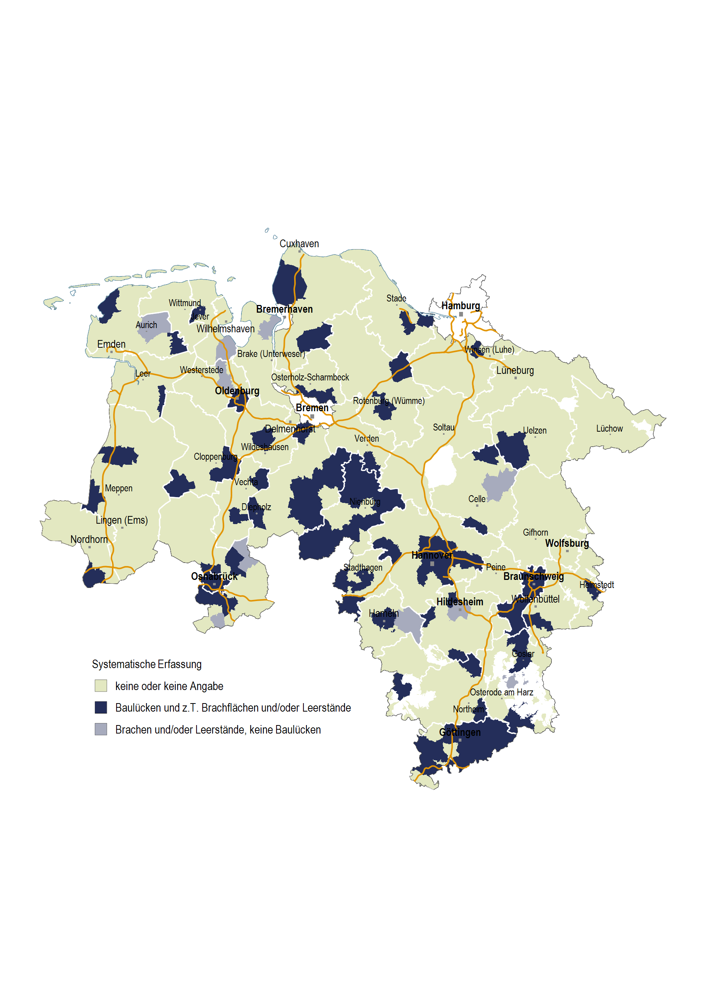 Cuxhaven
Stade
Hamburg
Wittmund
Bremerhaven
Jever
Aurich
Wilhelmshaven
Emden
Winsen (Luhe)
Brake (Unterweser)
Westerstede
Lüneburg
Leer
Osterholz-Scharmbeck
Oldenburg
Rotenburg (Wümme)
Bremen
Delmenhorst
Soltau
Uelzen
Lüchow
Verden
Wildeshausen
Cloppenburg
Vechta
Meppen
Celle
Nienburg
Diepholz
Lingen (Ems)
Gifhorn
Nordhorn
Wolfsburg
Hannover
Stadthagen
Peine
Osnabrück
Braunschweig
Helmstedt
Wolfenbüttel
Hildesheim
Hameln
Goslar
Systematische Erfassung
keine oder keine Angabe
Osterode am Harz
Baulücken und z.T. Brachflächen und/oder Leerstände
Northeim
Brachen und/oder Leerstände, keine Baulücken
Göttingen